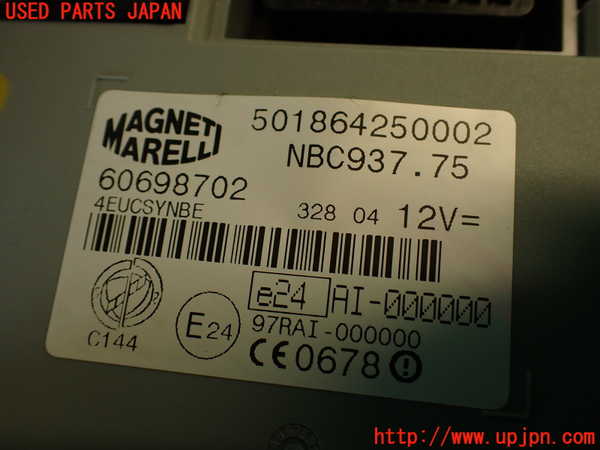 USED PARTS JAPAN
MAGNETI MARELLI
501864250002
NBC937.75
60698702
4EUCSYNBE
328 04 12V=
e24 AI-000000
97RAI-000000
C144
E24
CE0678
http://www.upjpn.com/